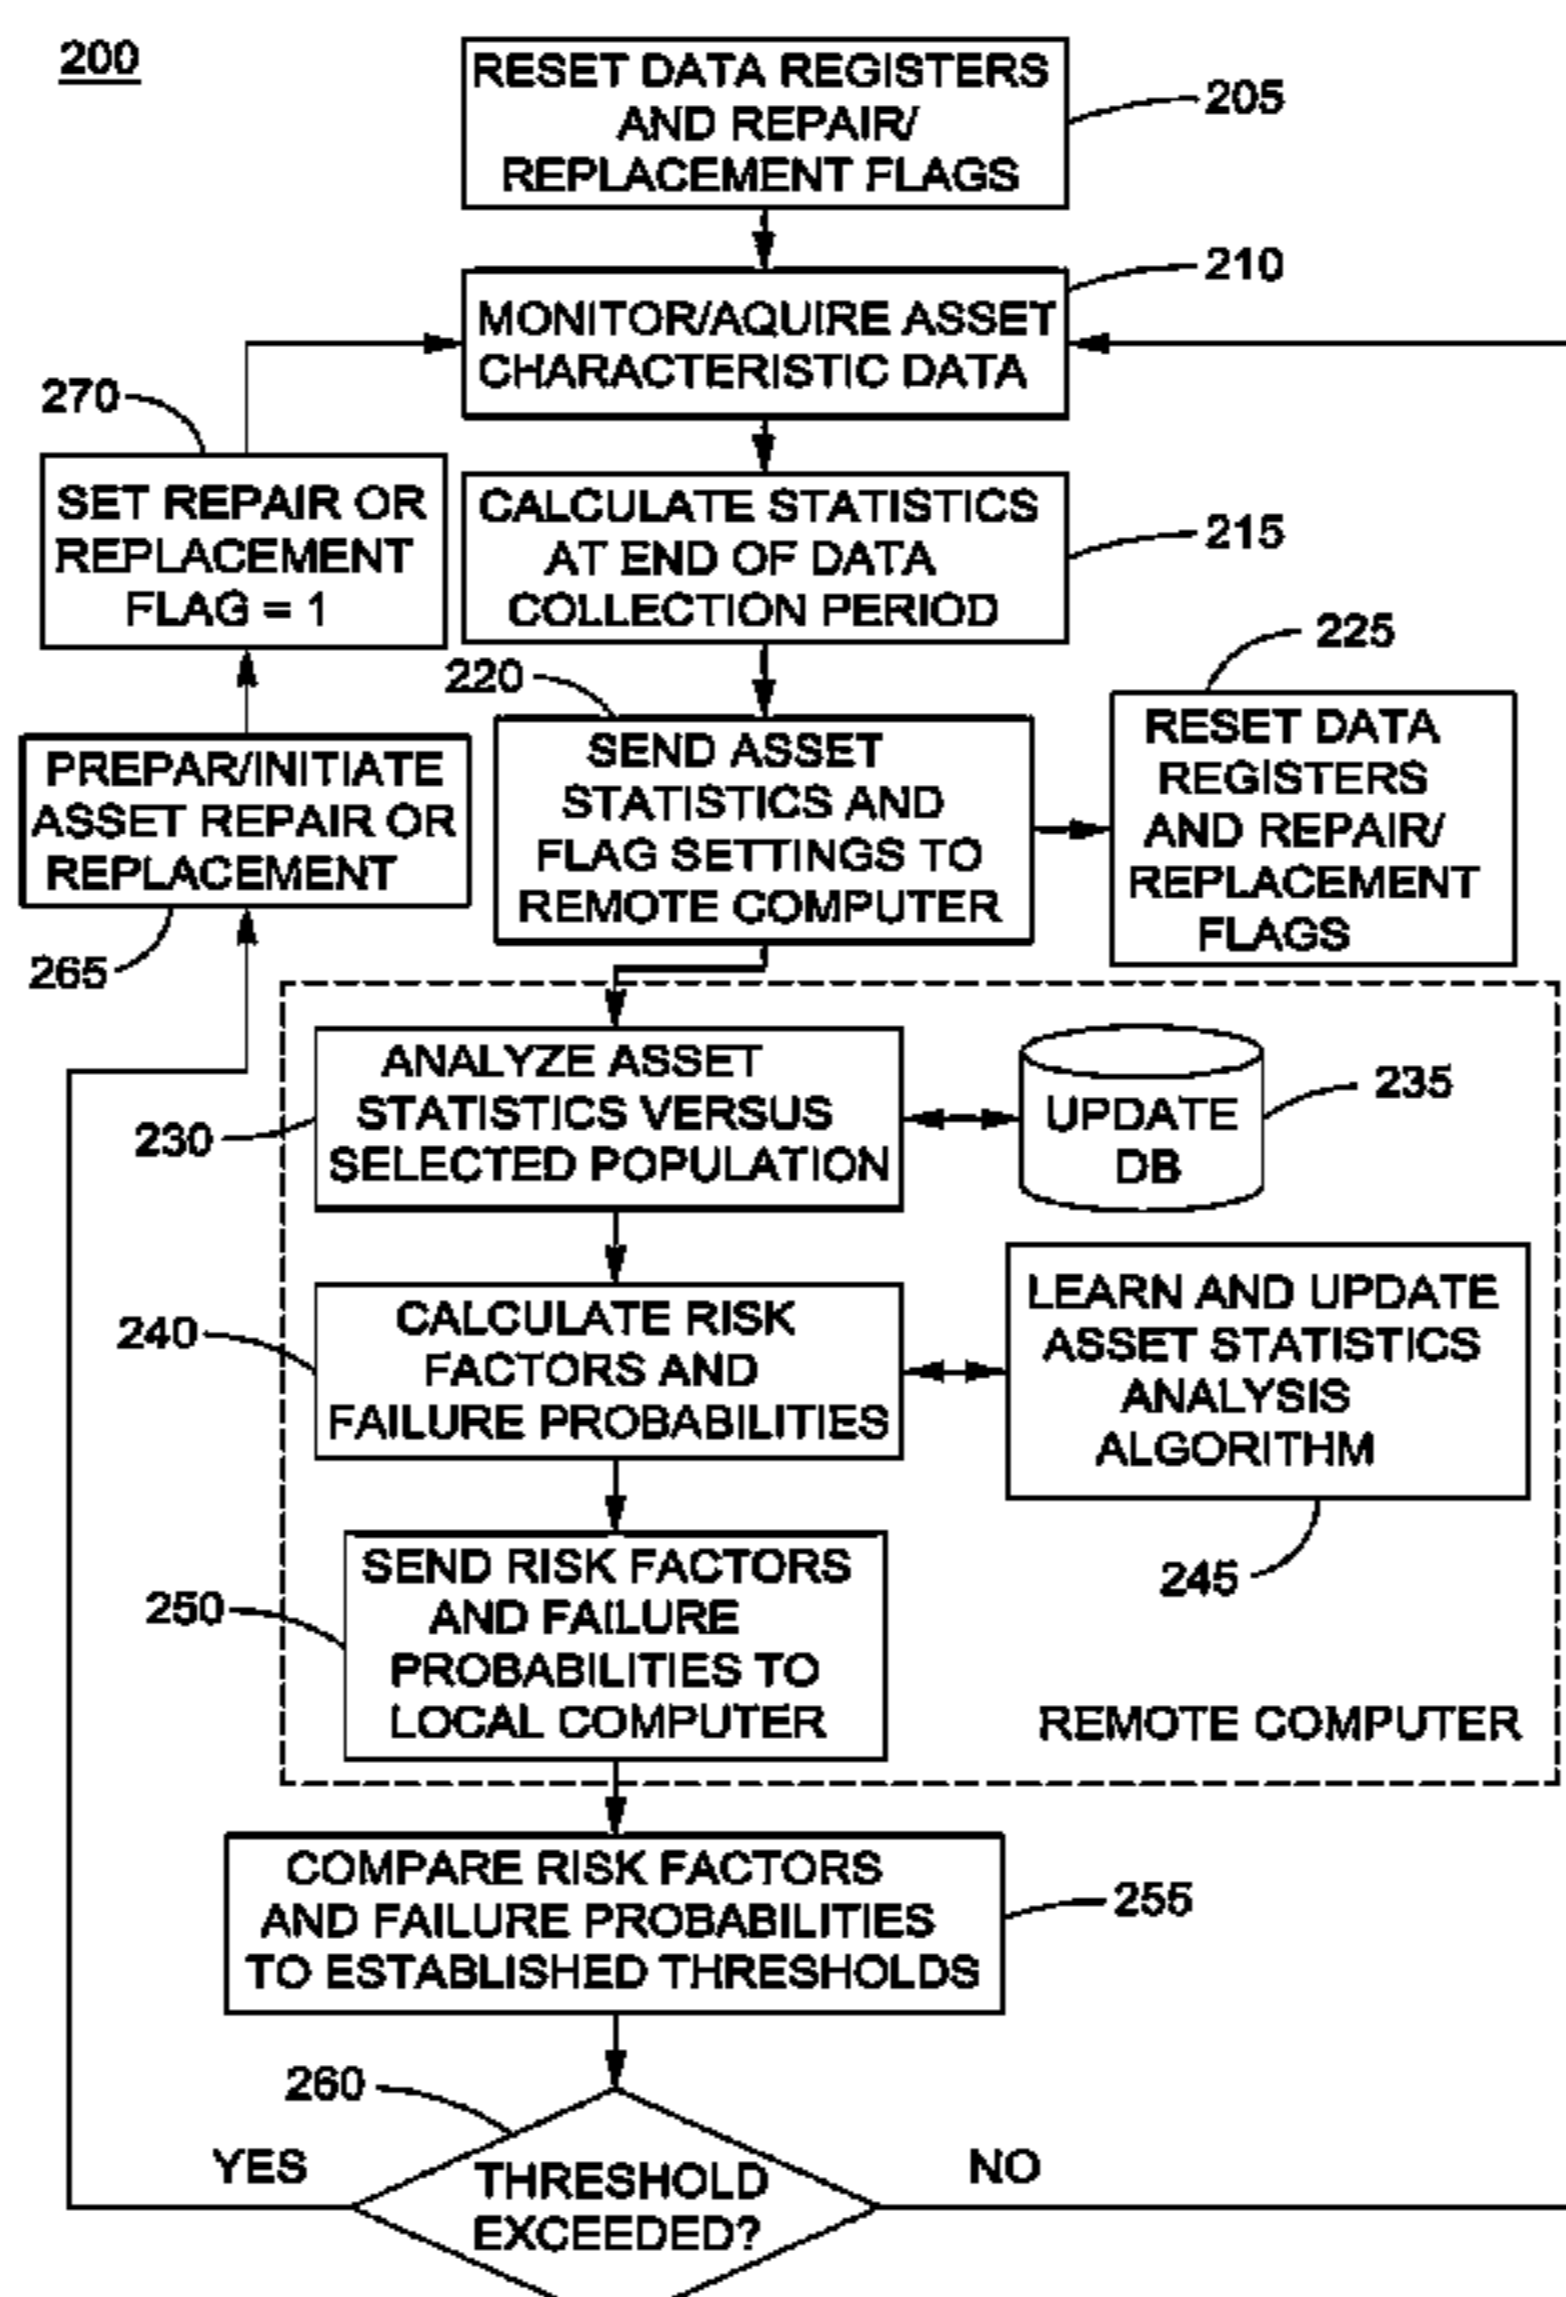 200
RESET DATA REGISTERS
AND REPAIR/
REPLACEMENT FLAGS
205
MONITOR/AQUIRE ASSET
CHARACTERISTIC DATA
210
270
SET REPAIR OR
REPLACEMENT
FLAG = 1
CALCULATE STATISTICS
AT END OF DATA
COLLECTION PERIOD
215
220
SEND ASSET
STATISTICS AND
FLAG SETTINGS TO
REMOTE COMPUTER
225
RESET DATA
REGISTERS
AND REPAIR/
REPLACEMENT
FLAGS
PREPAR/INITIATE
ASSET REPAIR OR
REPLACEMENT
265
ANALYZE ASSET
STATISTICS VERSUS
SELECTED POPULATION
230
UPDATE
DB
235
240
CALCULATE RISK
FACTORS AND
FAILURE PROBABILITIES
LEARN AND UPDATE
ASSET STATISTICS
ANALYSIS
ALGORITHM
245
250
SEND RISK FACTORS
AND FAILURE
PROBABILITIES TO
LOCAL COMPUTER
REMOTE COMPUTER
COMPARE RISK FACTORS
AND FAILURE PROBABILITIES
TO ESTABLISHED THRESHOLDS
255
260
YES
THRESHOLD
EXCEEDED?
NO